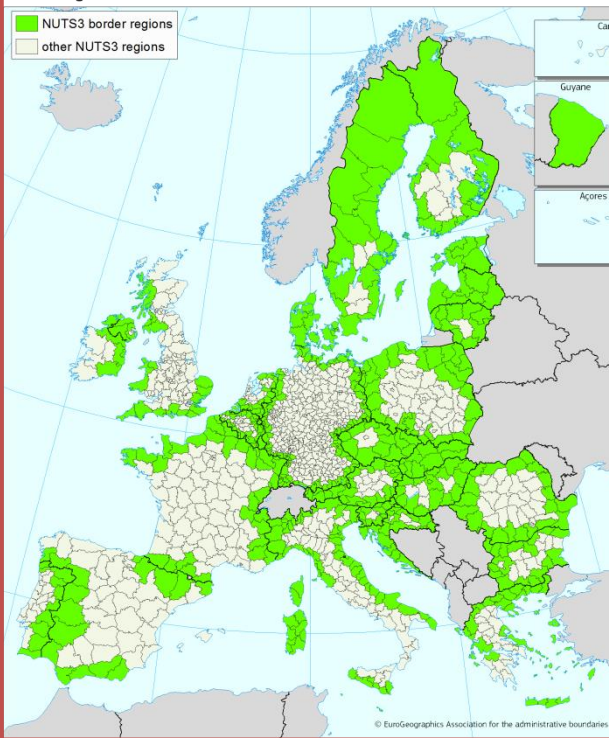 NUTS3 border regions
other NUTS3 regions
Guyane
Açores
© EuroGeographics Association for the administrative boundaries